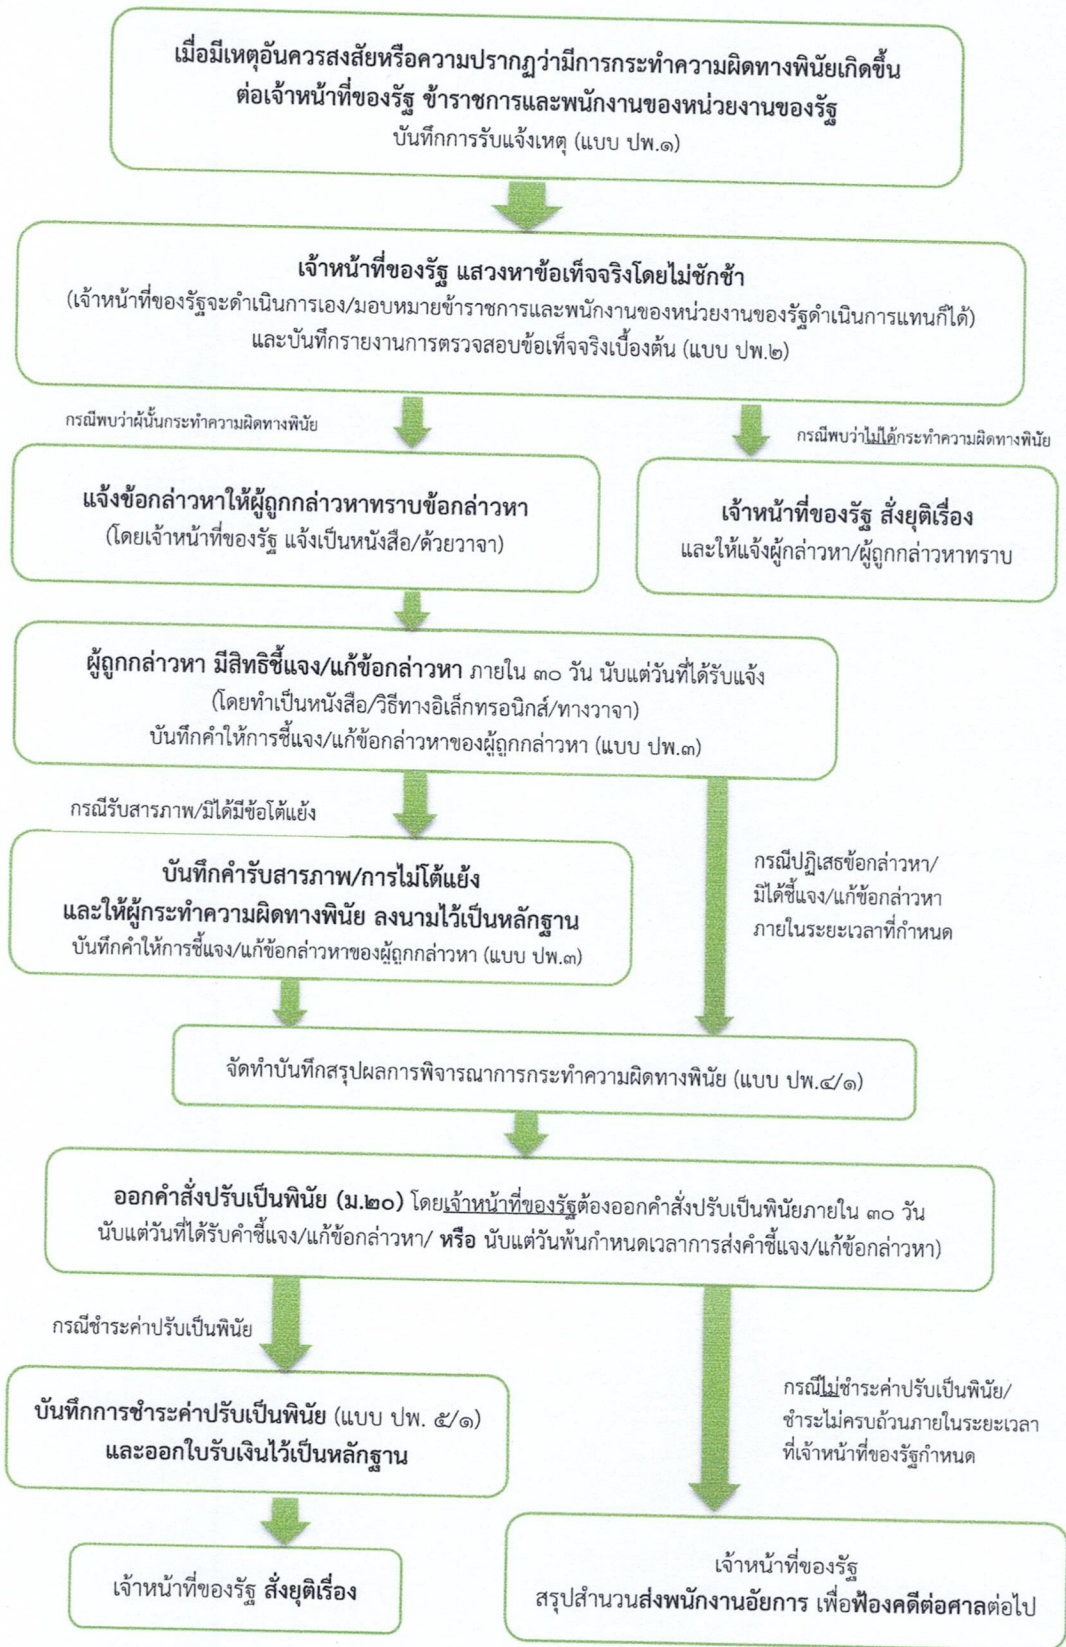 เมื่อมีเหตุอันควรสงสัยหรือความปรากฏว่ามีการกระทำความผิดทางพินัยเกิดขึ้น
ต่อเจ้าหน้าที่ของรัฐ ข้าราชการและพนักงานของหน่วยงานของรัฐ
บันทึกการรับแจ้งเหตุ (แบบ ปพ.๑)
เจ้าหน้าที่ของรัฐ แสวงหาข้อเท็จจริงโดยไม่ชักช้า
(เจ้าหน้าที่ของรัฐจะดำเนินการเอง/มอบหมายข้าราชการและพนักงานของหน่วยงานของรัฐดำเนินการแทนก็ได้)
และบันทึกรายงานการตรวจสอบข้อเท็จจริงเบื้องต้น (แบบ ปพ.๒)
กรณีพบว่าผู้นั้นกระทำความผิดทางพินัย
กรณีพบว่าไม่ได้กระทำความผิดทางพินัย
แจ้งข้อกล่าวหาให้ผู้ถูกกล่าวหาทราบข้อกล่าวหา
(โดยเจ้าหน้าที่ของรัฐ แจ้งเป็นหนังสือ/ด้วยวาจา)
เจ้าหน้าที่ของรัฐ สั่งยุติเรื่อง
และให้แจ้งผู้กล่าวหา/ผู้ถูกกล่าวหาทราบ
ผู้ถูกกล่าวหา มีสิทธิชี้แจง/แก้ข้อกล่าวหา ภายใน ๓๐ วัน นับแต่วันที่ได้รับแจ้ง
(โดยทำเป็นหนังสือ/วิธีทางอิเล็กทรอนิกส์/ทางวาจา)
บันทึกคำให้การชี้แจง/แก้ข้อกล่าวหาของผู้ถูกกล่าวหา (แบบ ปพ.๓)
กรณีรับสารภาพ/มิได้มีข้อโต้แย้ง
บันทึกคำรับสารภาพ/การไม่โต้แย้ง
และให้ผู้กระทำความผิดทางพินัย ลงนามไว้เป็นหลักฐาน
บันทึกคำให้การชี้แจง/แก้ข้อกล่าวหาของผู้ถูกกล่าวหา (แบบ ปพ.๓)
กรณีปฏิเสธข้อกล่าวหา/
มิได้ชี้แจง/แก้ข้อกล่าวหา
ภายในระยะเวลาที่กำหนด
จัดทำบันทึกสรุปผลการพิจารณาการกระทำความผิดทางพินัย (แบบ ปพ.๔/๑)
ออกคำสั่งปรับเป็นพินัย (ม.๒๐) โดยเจ้าหน้าที่ของรัฐต้องออกคำสั่งปรับเป็นพินัยภายใน ๓๐ วัน
นับแต่วันที่ได้รับคำชี้แจง/แก้ข้อกล่าวหา/ หรือ นับแต่วันพ้นกำหนดเวลาการส่งคำชี้แจง/แก้ข้อกล่าวหา)
กรณีชำระค่าปรับเป็นพินัย
บันทึกการชำระค่าปรับเป็นพินัย (แบบ ปพ. ๕/๑)
และออกใบรับเงินไว้เป็นหลักฐาน
กรณีไม่ชำระค่าปรับเป็นพินัย/
ชำระไม่ครบถ้วนภายในระยะเวลา
ที่เจ้าหน้าที่ของรัฐกำหนด
เจ้าหน้าที่ของรัฐ สั่งยุติเรื่อง
เจ้าหน้าที่ของรัฐ
สรุปสำนวนส่งพนักงานอัยการ เพื่อฟ้องคดีต่อศาลต่อไป